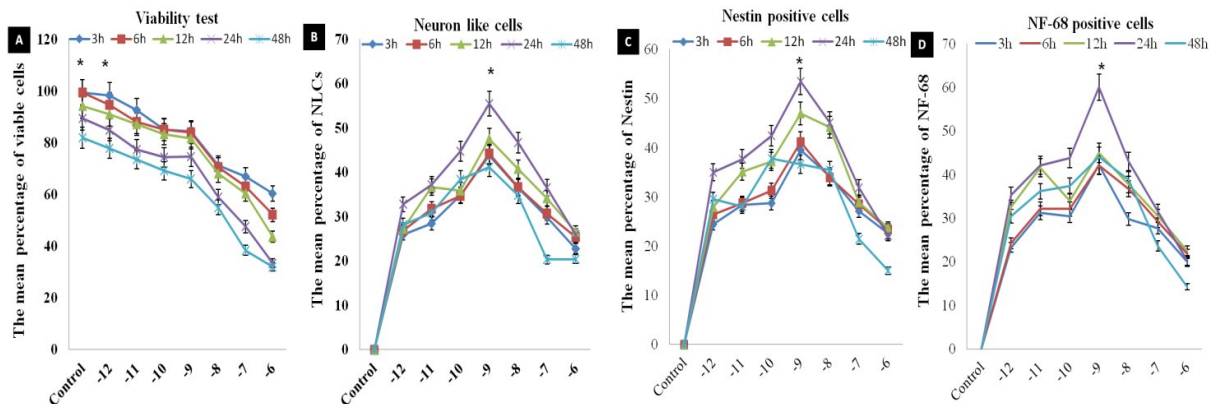 Viability test
A
3h 6h 12h 24h 48h
120
100
80
60
40
20
0
* *
The mean percentage of viable cells
Control -12 -11 -10 -9 -8 -7 -6
Neuron like cells
B
3h 6h 12h 24h 48h
70
60
50
40
30
20
10
0
*
The mean percentage of NLCs
Control -12 -11 -10 -9 -8 -7 -6
Nestin positive cells
C
3h 6h 12h 24h 48h
60
50
40
30
20
10
0
*
The mean percentage of Nestin
Control -12 -11 -10 -9 -8 -7 -6
NF-68 positive cells
D
3h 6h 12h 24h 48h
70
60
50
40
30
20
10
0
*
The mean percentage of NF-68
Control -12 -11 -10 -9 -8 -7 -6